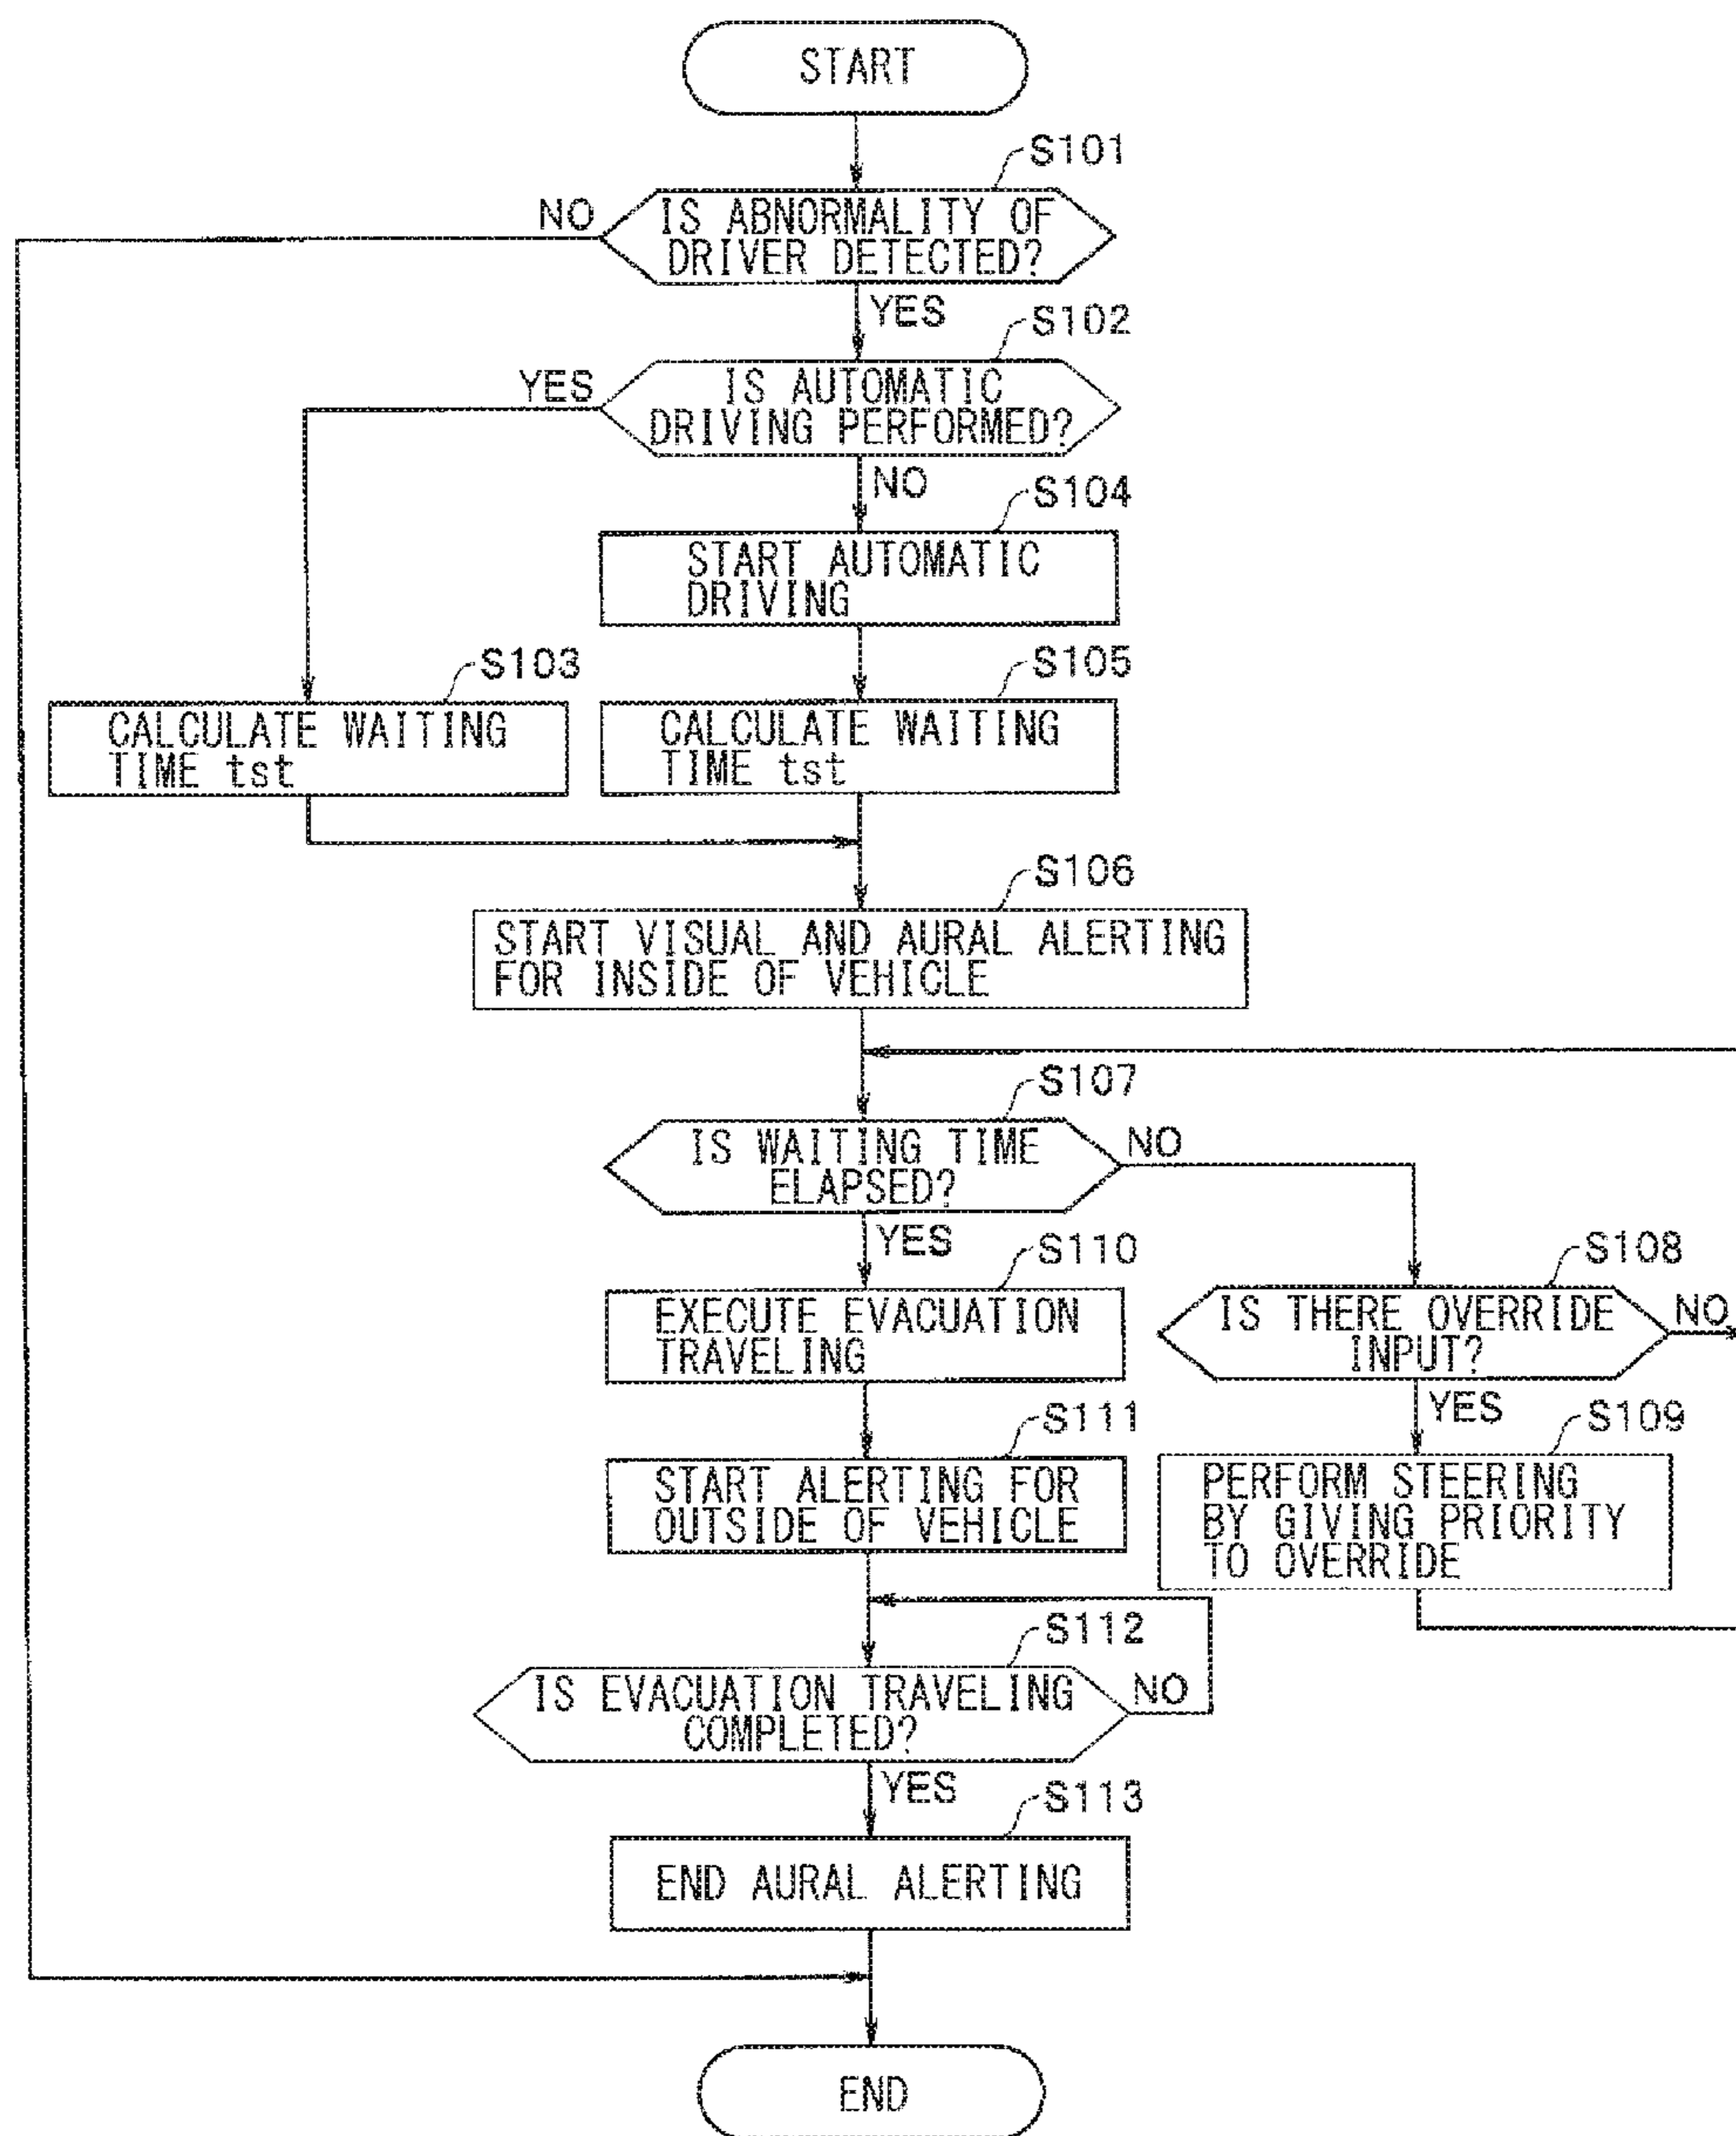 START
S101
NO
IS ABNORMALITY OF
DRIVER DETECTED?
YES
S102
YES
IS AUTOMATIC
DRIVING PERFORMED?
NO
S104
START AUTOMATIC
DRIVING
S103
S105
CALCULATE WAITING
TIME tst
CALCULATE WAITING
TIME tst
S106
START VISUAL AND AURAL ALERTING
FOR INSIDE OF VEHICLE
S107
IS WAITING TIME
ELAPSED?
NO
YES
S110
S108
EXECUTE EVACUATION
TRAVELING
IS THERE OVERRIDE
INPUT?
NO
YES
S111
S109
START ALERTING FOR
OUTSIDE OF VEHICLE
PERFORM STEERING
BY GIVING PRIORITY
TO OVERRIDE
S112
IS EVACUATION TRAVELING
COMPLETED?
NO
YES
S113
END AURAL ALERTING
END